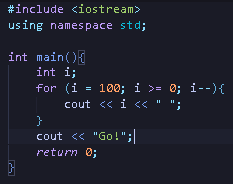 #include <iostream>
using namespace std;

int main(){
    int i;
    for (i = 100; i >= 0; i--){
        cout << i << " ";
    }
    cout << "Go!";
    return 0;
}